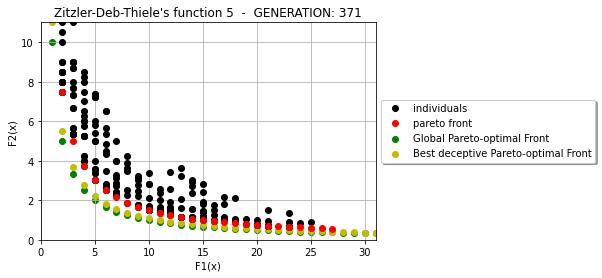 Zitzler-Deb-Thiele's function 5 - GENERATION: 371
10
8
6
4
2
0
F2(x)
0 5 10 15 20 25 30
F1(x)
individuals
pareto front
Global Pareto-optimal Front
Best deceptive Pareto-optimal Front